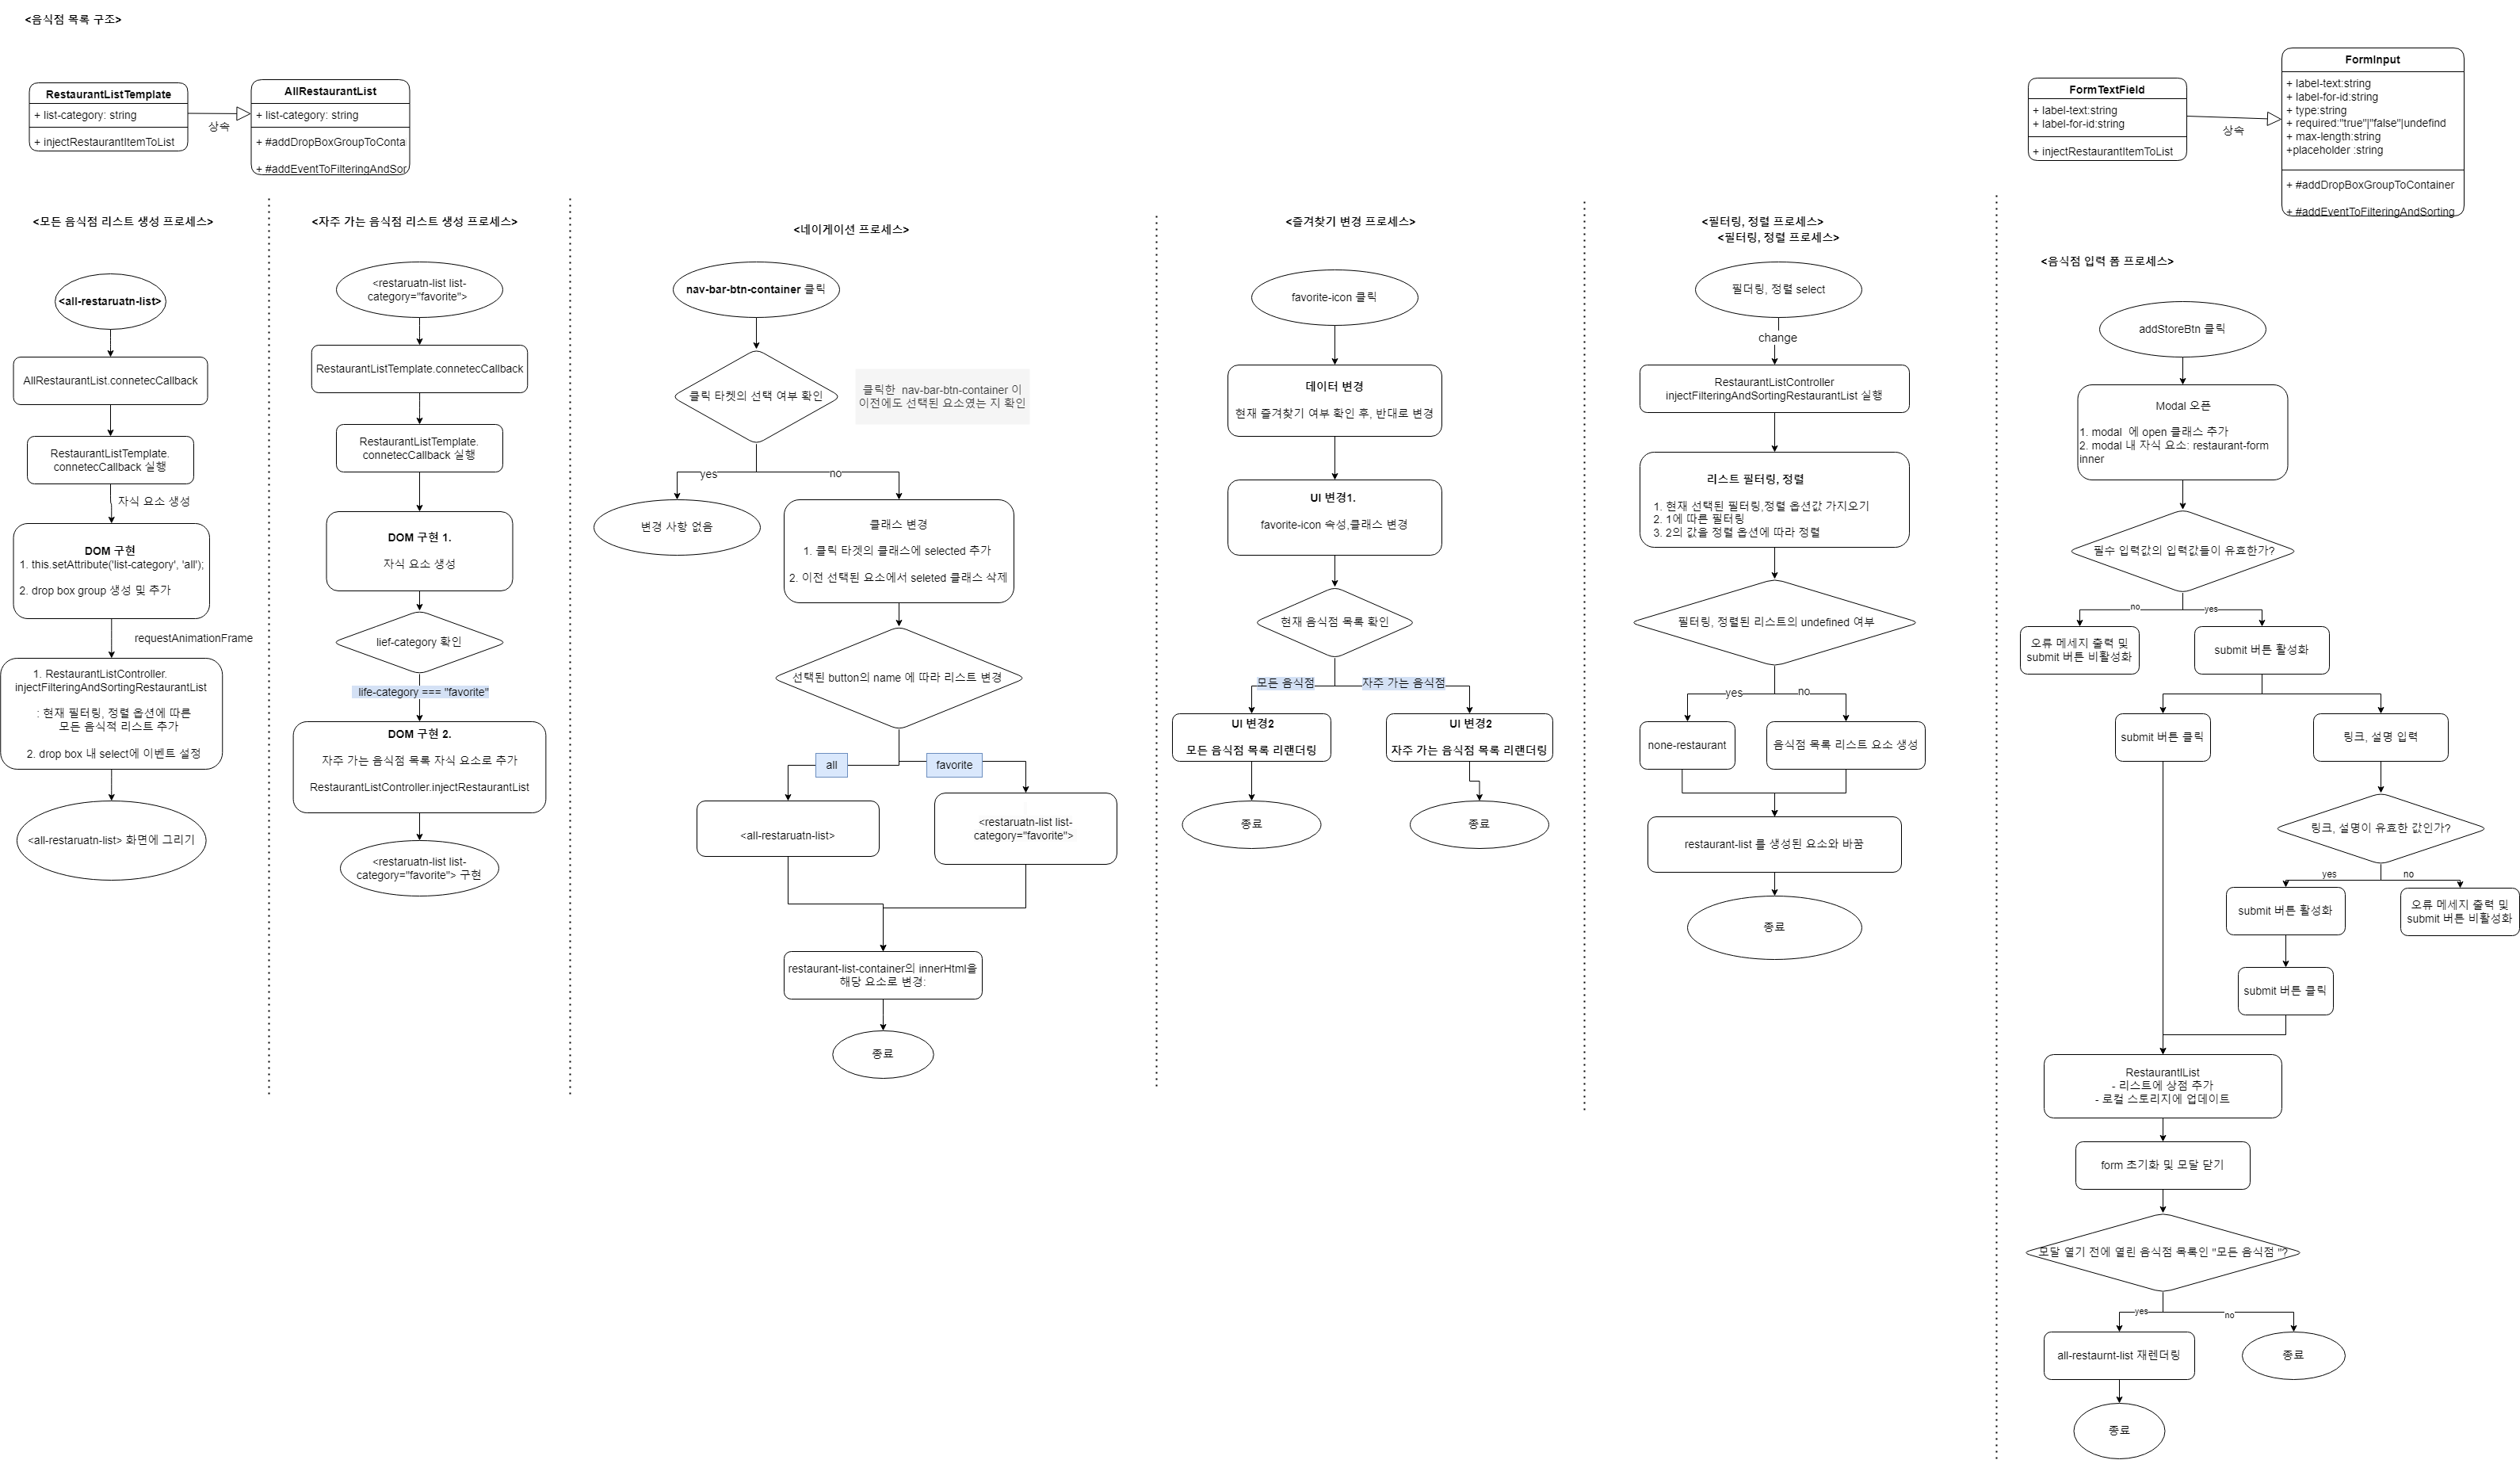 <음식점 목록 구조>
RestaurantListTemplate
+ list-category: string
+ injectRestaurantItemToList
상속
AllRestaurantList
+ list-category: string
+ #addDropBoxGroupToConta
+ #addEventToFilteringAndSor
FormTextField
+ label-text:string
+ label-for-id:string
+ injectRestaurantItemToList
상속
FormInput
+ label-text:string
+ label-for-id:string
+ type:string
+ required:"true"|"false"|undefind
+ max-length:string
+placeholder :string
+ #addDropBoxGroupToContainer
+ #addEventToFilteringAndSorting
<모든 음식점 리스트 생성 프로세스>
<all-restaruatn-list>
AllRestaurantList.connetecCallback
RestaurantListTemplate.
connetecCallback 실행
자식 요소 생성
DOM 구현
1. this.setAttribute('list-category', 'all');
2. drop box group 생성 및 추가
requestAnimationFrame
1. RestaurantListController.
injectFilteringAndSortingRestaurantList
: 현재 필터링, 정렬 옵션에 따른
모든 음식적 리스트 추가
2. drop box 내 select에 이벤트 설정
<all-restaruatn-list> 화면에 그리기
<자주 가는 음식점 리스트 생성 프로세스>
<restaruatn-list list-
category="favorite">
RestaurantListTemplate.connetecCallback
RestaurantListTemplate.
connetecCallback 실행
DOM 구현 1.
자식 요소 생성
lief-category 확인
life-category === "favorite"
DOM 구현 2.
자주 가는 음식점 목록 자식 요소로 추가
RestaurantListController.injectRestaurantList
<restaruatn-list list-
category="favorite"> 구현
<네이게이션 프로세스>
nav-bar-btn-container 클릭
클릭 타켓의 선택 여부 확인
클릭한  nav-bar-btn-container 이
이전에도 선택된 요소였는 지 확인
yes
no
변경 사항 없음
클래스 변경
1. 클릭 타겟의 클래스에 selected 추가
2. 이전 선택된 요소에서 seleted 클래스 삭제
선택된 button의 name 에 따라 리스트 변경
all
favorite
<all-restaruatn-list>
<restaruatn-list list-
category="favorite">
restaurant-list-container의 innerHtml을
해당 요소로 변경:
종료
<즐겨찾기 변경 프로세스>
favorite-icon 클릭
데이터 변경
현재 즐겨찾기 여부 확인 후, 반대로 변경
UI 변경1.
favorite-icon 속성,클래스 변경
현재 음식점 목록 확인
모든 음식점
자주 가는 음식점
UI 변경2
모든 음식점 목록 리랜더링
UI 변경2
자주 가는 음식점 목록 리랜더링
종료
종료
<필터링, 정렬 프로세스>
<필터링, 정렬 프로세스>
필더링, 정렬 select
change
RestaurantListController
injectFilteringAndSortingRestaurantList 실행
리스트 필터링, 정렬
1. 현재 선택된 필터링,정렬 옵션값 가지오기
2. 1에 따른 필터링
3. 2의 값을 정렬 옵션에 따라 정렬
필터링, 정렬된 리스트의 undefined 여부
yes
no
none-restaurant
음식점 목록 리스트 요소 생성
restaurant-list 를 생성된 요소와 바꿈
종료
<음식점 입력 폼 프로세스>
addStoreBtn 클릭
Modal 오픈
1. modal  에 open 클래스 추가
2. modal 내 자식 요소: restaurant-form
inner
필수 입력값의 입력값들이 유효한가?
no
yes
오류 메세지 출력 및
submit 버튼 비활성화
submit 버튼 활성화
submit 버튼 클릭
링크, 설명 입력
링크, 설명이 유효한 값인가?
yes
no
submit 버튼 활성화
오류 메세지 출력 및
submit 버튼 비활성화
submit 버튼 클릭
RestaurantlList
- 리스트에 상점 추가
- 로컬 스토리지에 업데이트
form 초기화 및 모달 닫기
모달 열기 전에 열린 음식점 목록인 "모든 음식점 "?
yes
no
all-restaurnt-list 재렌더링
종료
종료